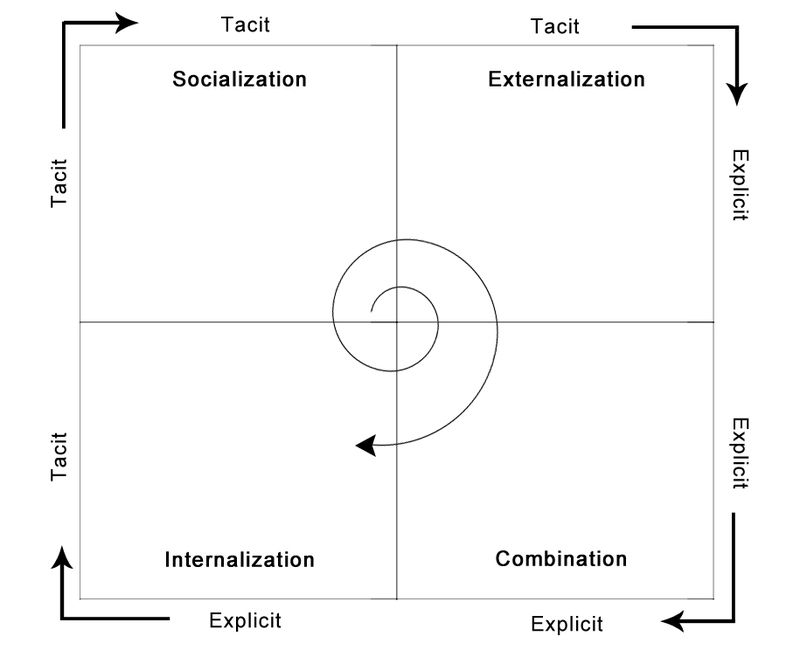 Tacit
Tacit
Socialization
Externalization
Tacit
Explicit
Tacit
Explicit
Internalization
Combination
Explicit
Explicit